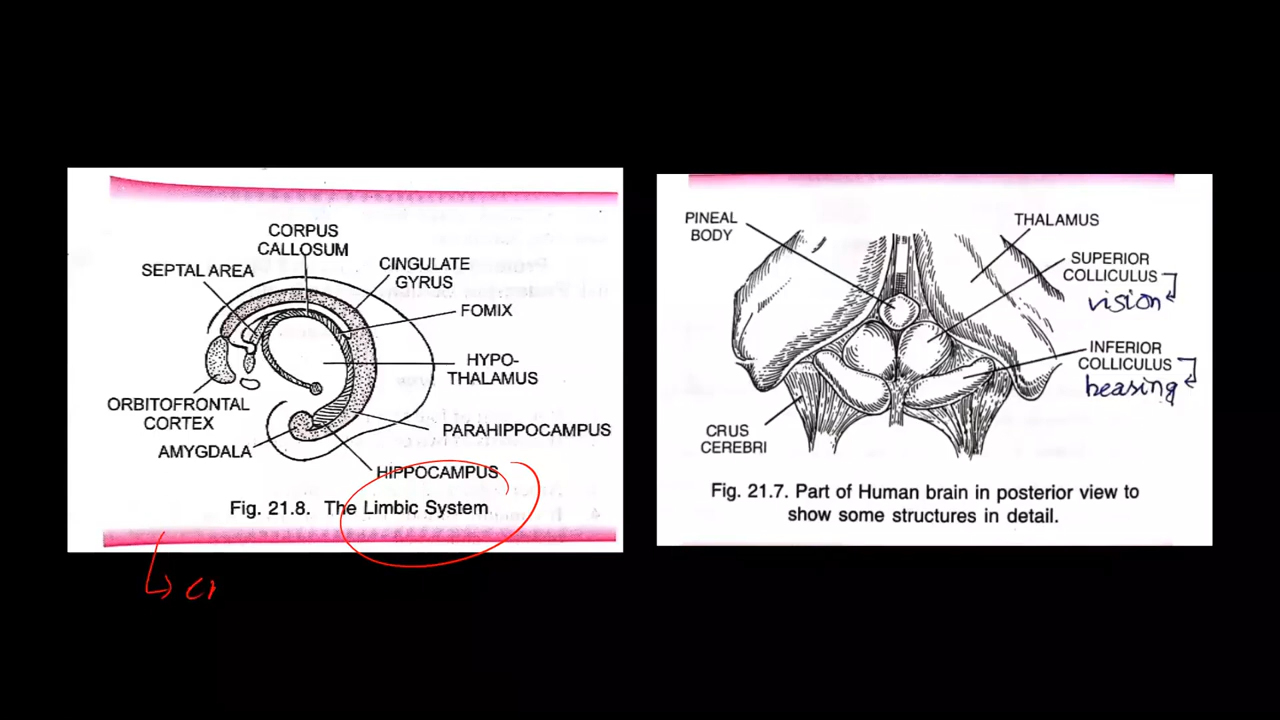 CORPUS
CALLOSUM
SEPTAL AREA
CINGULATE
GYRUS
FOMIX
HYPO-
THALAMUS
ORBITOFRONTAL
CORTEX
AMYGDALA
PARAHIPPOCAMPUS
HIPPOCAMPUS
Fig. 21.8. The Limbic System
PINEAL
BODY
THALAMUS
SUPERIOR
COLLICULUS
vision
INFERIOR
COLLICULUS
heasing
CRUS
CEREBRI
Fig. 21.7. Part of Human brain in posterior view to
show some structures in detail.